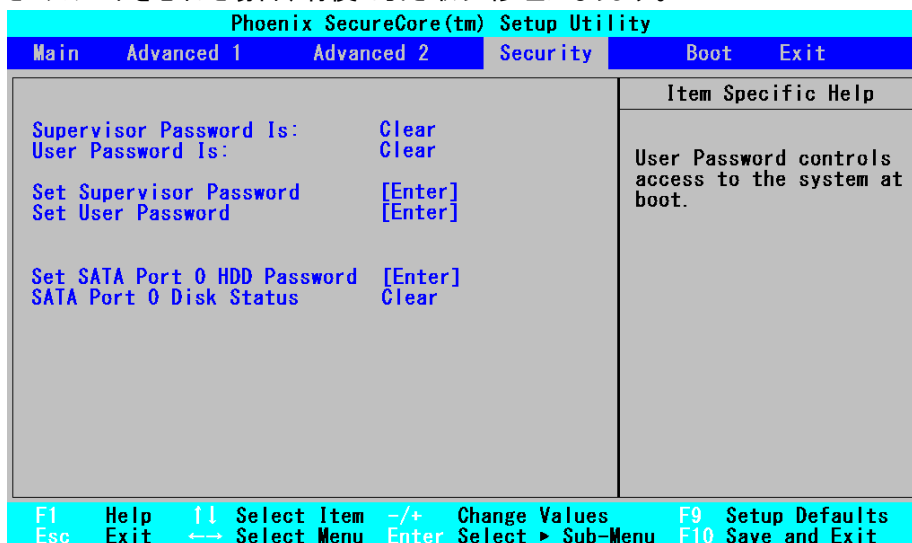 Phoenix SecureCore(tm) Setup Utility
Main Advanced 1 Advanced 2 Security Boot Exit
Item Specific Help
Supervisor Password Is: Clear
User Password Is: Clear
User Password controls
access to the system at
boot.
Set Supervisor Password [Enter]
Set User Password [Enter]
Set SATA Port 0 HDD Password [Enter]
SATA Port 0 Disk Status Clear
F1 Help ↑↓ Select Item -/+ Change Values F9 Setup Defaults
Esc Exit ←→ Select Menu Enter Select ▸ Sub-Menu F10 Save and Exit